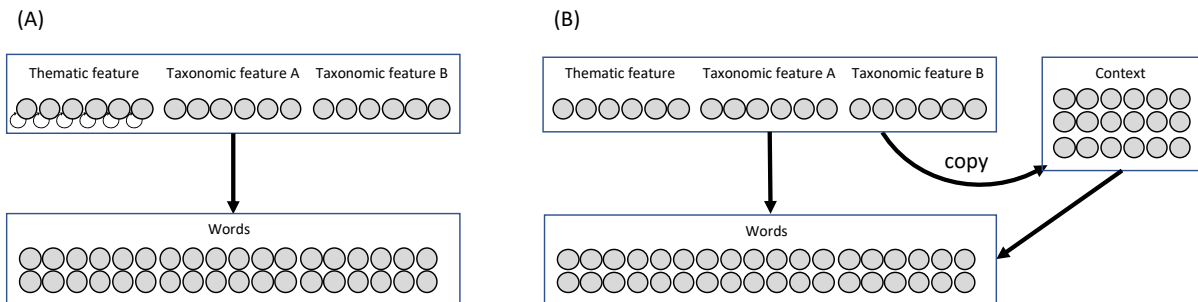 (A)
Thematic feature
Taxonomic feature A
Taxonomic feature B
Words
(B)
Thematic feature
Taxonomic feature A
Taxonomic feature B
Context
copy
Words